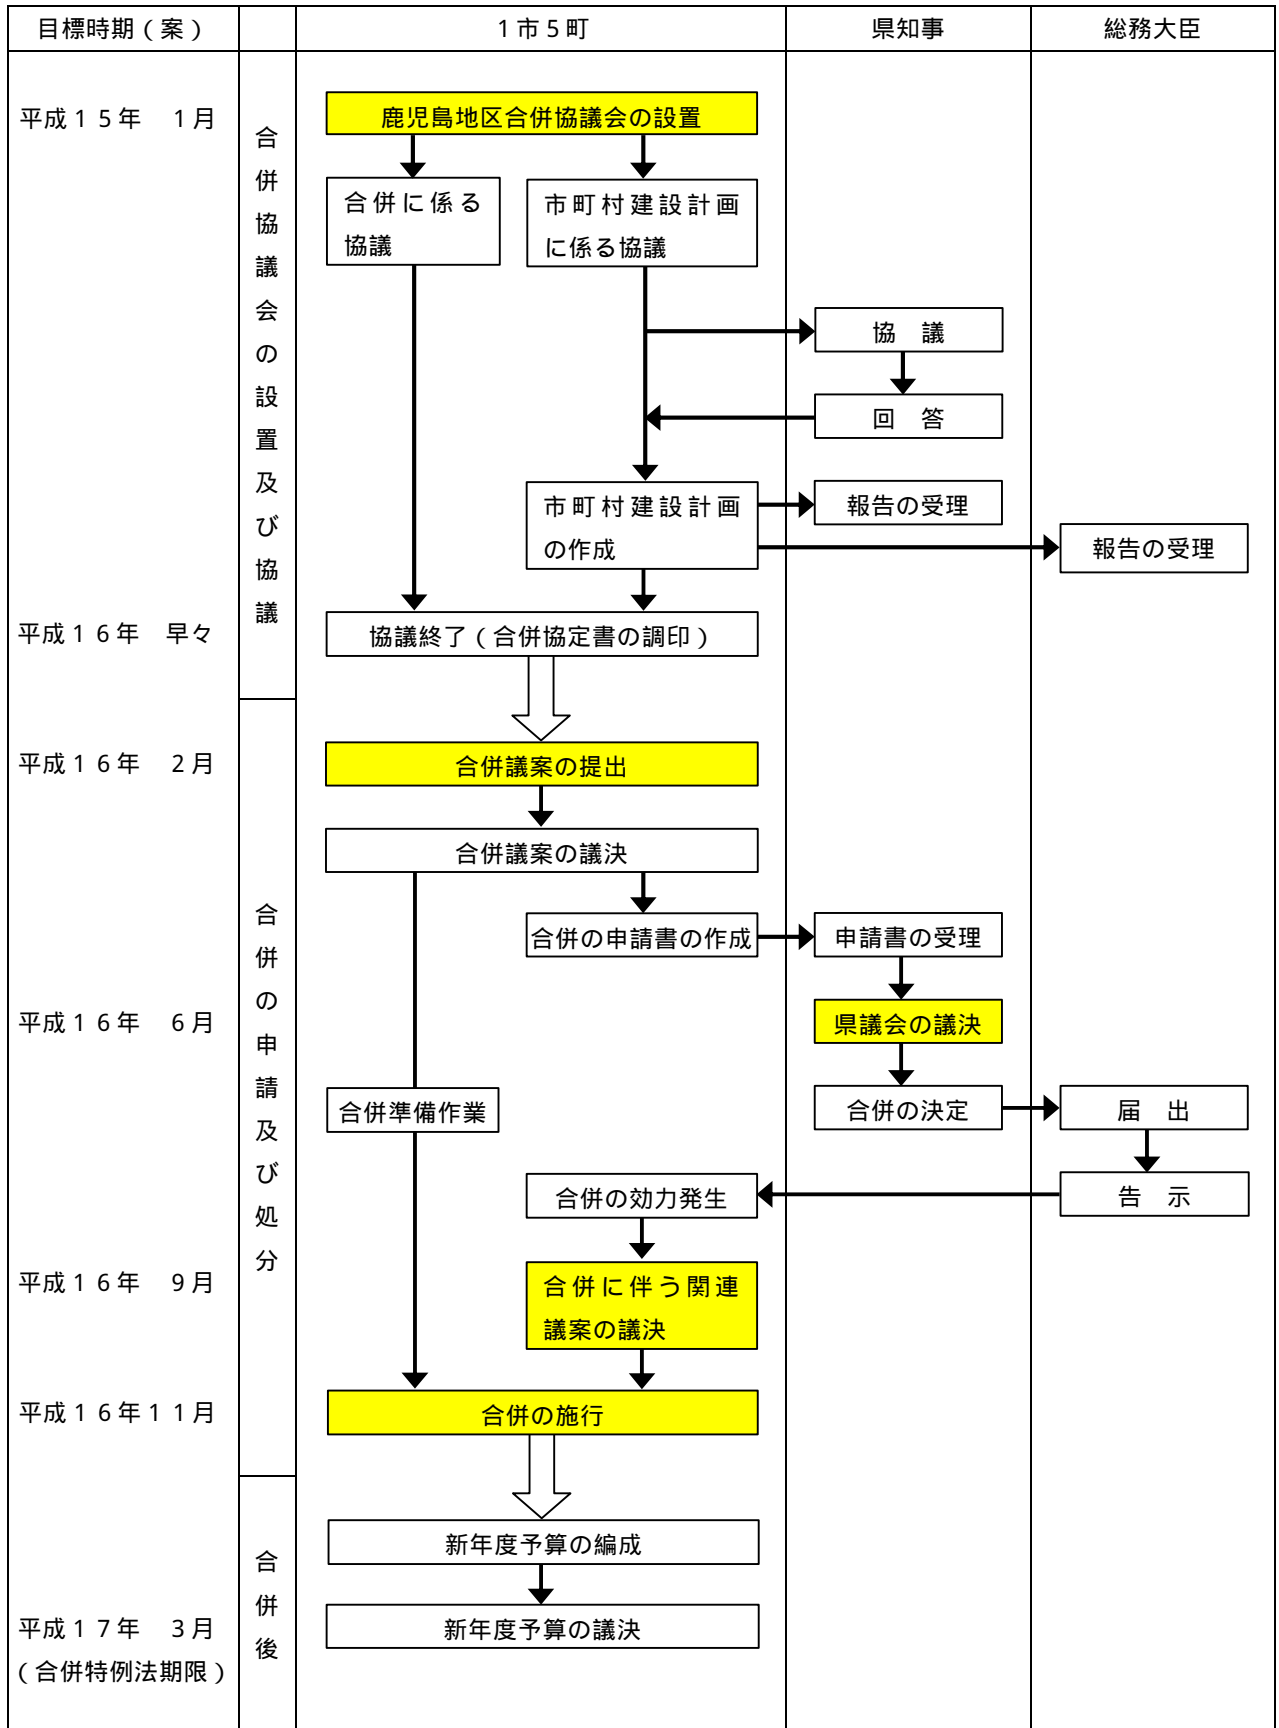 目標時期(案)
1市5町
県知事
総務大臣
平成15年 1月
合併協議会の設置及び協議
鹿児島地区合併協議会の設置
合併に係る
協議
市町村建設計画
に係る協議
協 議
回 答
市町村建設計画
の作成
報告の受理
報告の受理
平成16年 早々
協議終了(合併協定書の調印)
平成16年 2月
合併の申請及び処分
合併議案の提出
合併議案の議決
合併の申請書の作成
申請書の受理
平成16年 6月
県議会の議決
合併準備作業
合併の決定
届 出
合併の効力発生
告 示
平成16年 9月
合併に伴う関連
議案の議決
平成16年11月
合併の施行
合併後
新年度予算の編成
平成17年 3月
(合併特例法期限)
新年度予算の議決